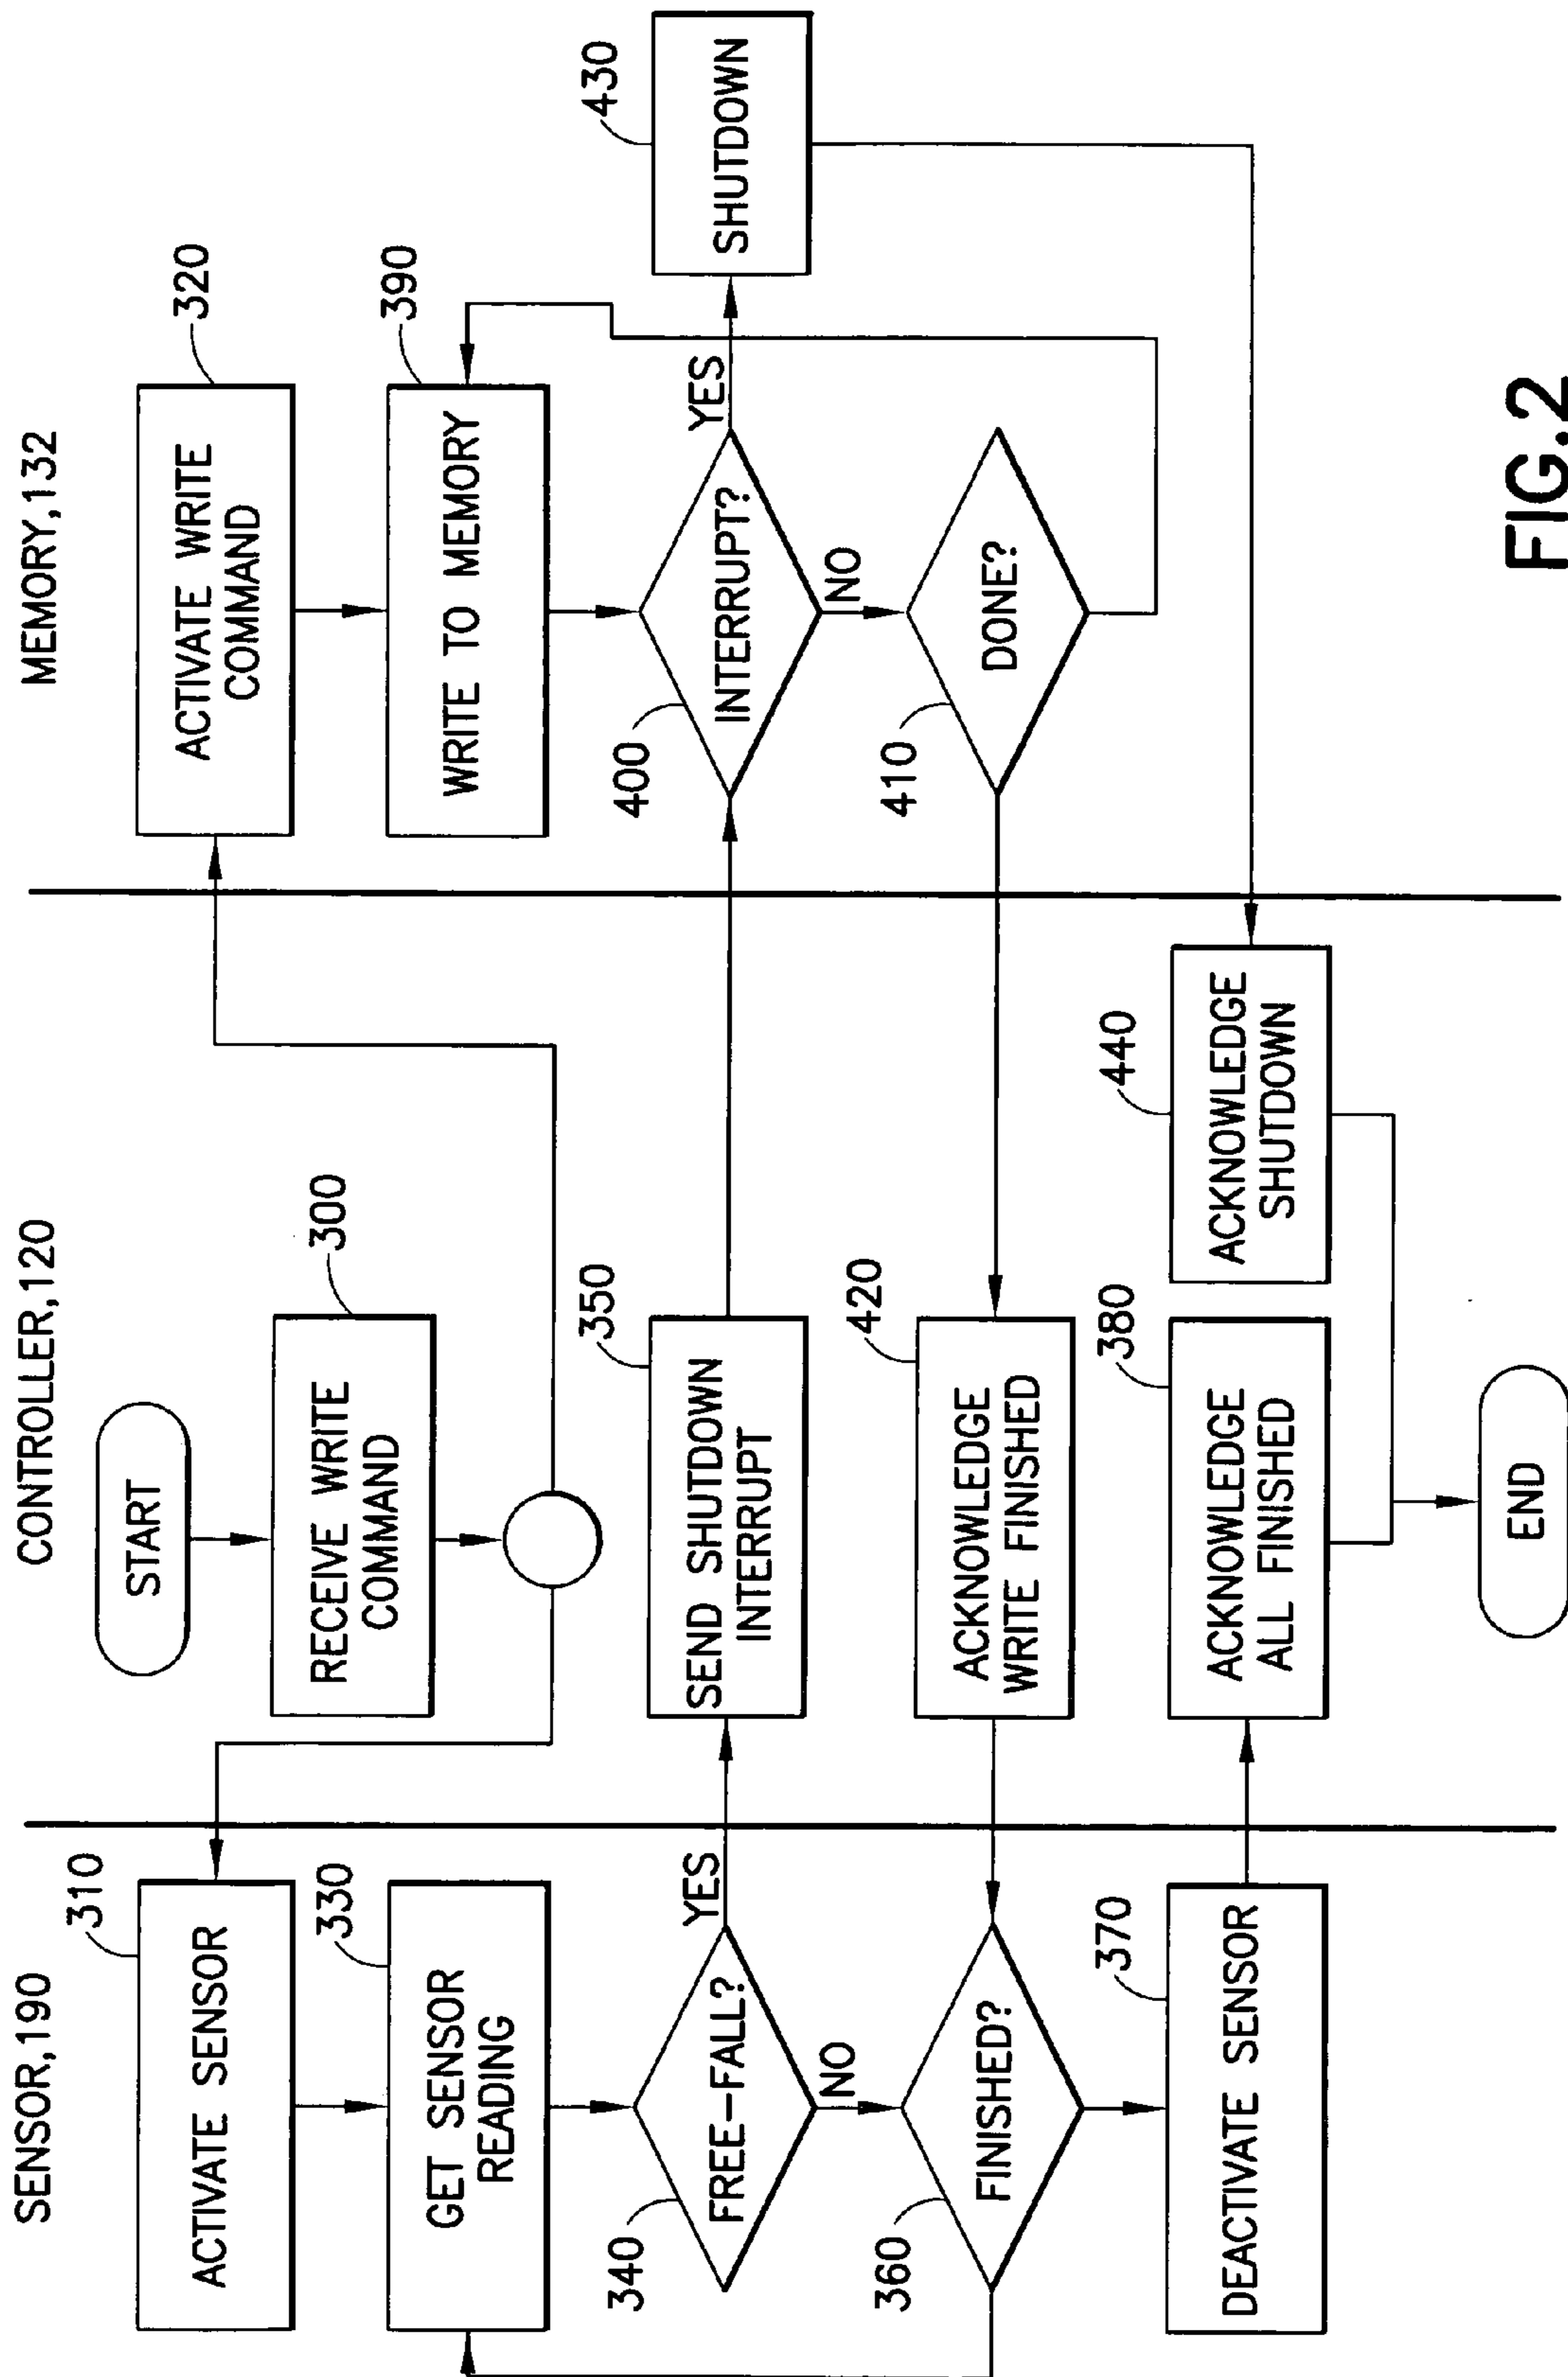 SENSOR,190
CONTROLLER,120
MEMORY,132
START
310
ACTIVATE SENSOR
300
RECEIVE WRITE
COMMAND
320
ACTIVATE WRITE
COMMAND
330
GET SENSOR
READING
390
WRITE TO MEMORY
340
FREE-FALL?
YES
NO
350
SEND SHUTDOWN
INTERRUPT
400
INTERRUPT?
YES
NO
430
SHUTDOWN
360
FINISHED?
420
ACKNOWLEDGE
WRITE FINISHED
410
DONE?
370
DEACTIVATE SENSOR
380
ACKNOWLEDGE
ALL FINISHED
440
ACKNOWLEDGE
SHUTDOWN
END
FIG.2